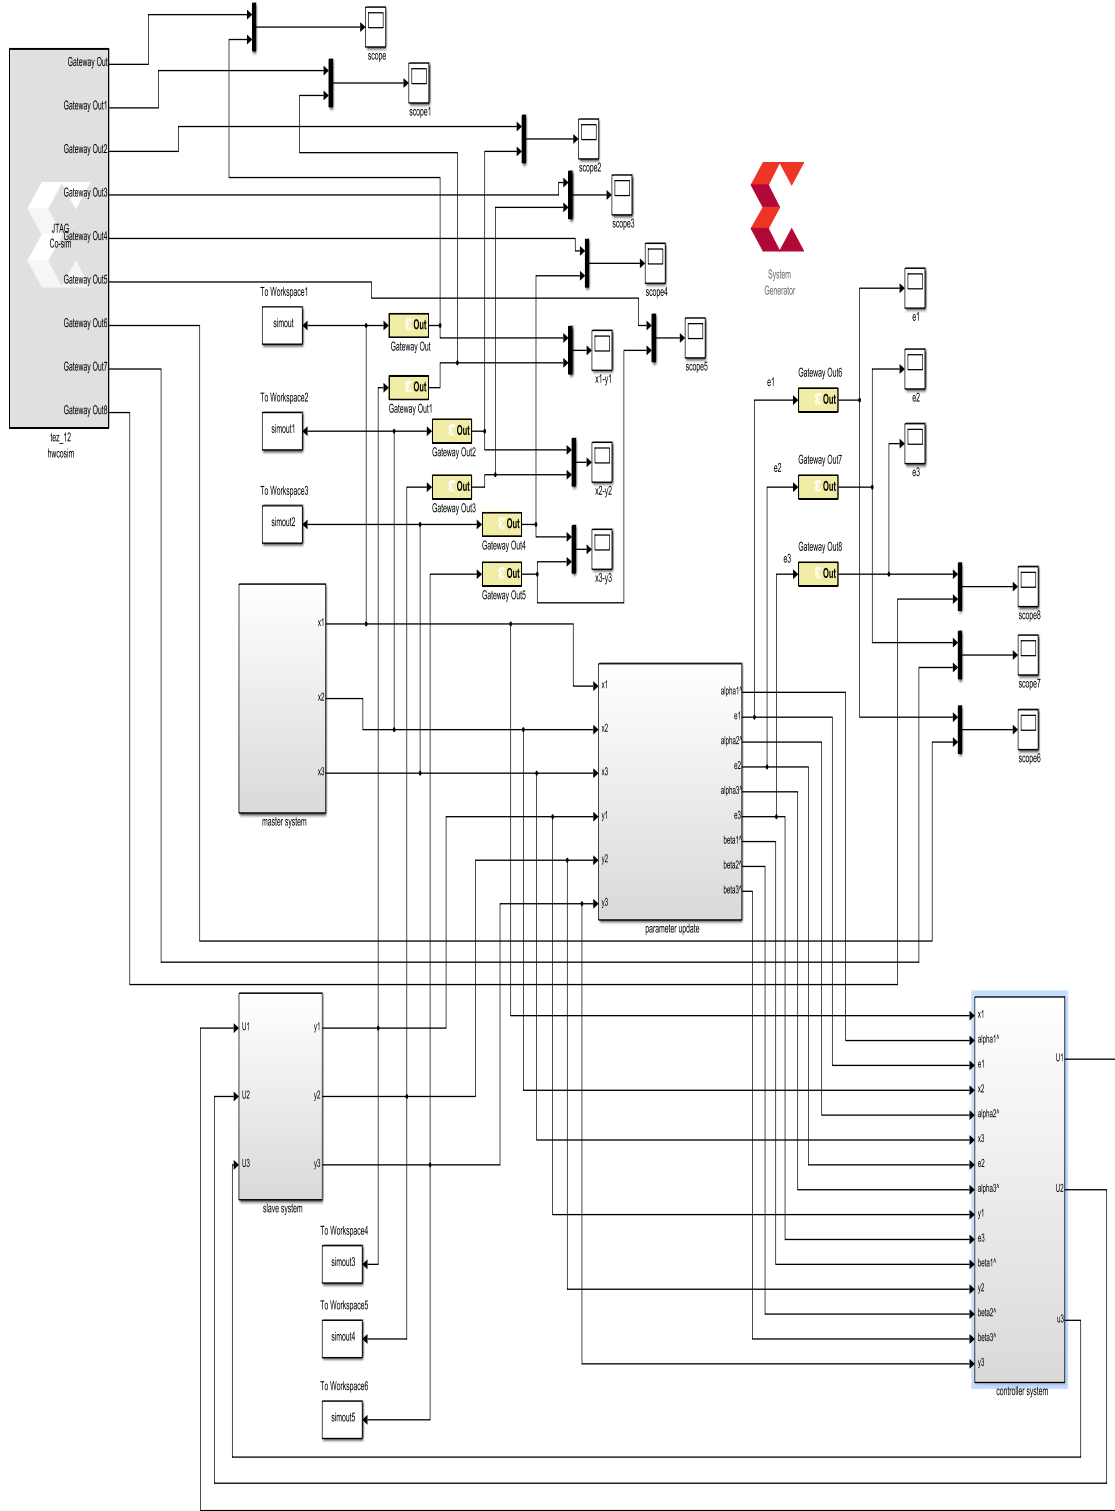 Gateway Out
Gateway Out1
Gateway Out2
Gateway Out3
Gateway Out4
Gateway Out5
Gateway Out6
Gateway Out7
Gateway Out8
JTAG
Co-sim
tez_12
hwcosim
scope
scope1
scope2
scope3
scope4
scope5
System
Generator
To Workspace1
simout
To Workspace2
simout1
To Workspace3
simout2
Out
Gateway Out
Out
Gateway Out1
Out
Gateway Out2
Out
Gateway Out3
Out
Gateway Out4
Out
Gateway Out5
x1-y1
x2-y2
x3-y3
e1
e2
e3
e1
Gateway Out6
Out
e2
Gateway Out7
Out
e3
Gateway Out8
Out
scope8
scope7
scope6
x1
x2
x3
master system
x1
x2
x3
y1
y2
y3
alpha1^
e1
alpha2^
e2
alpha3^
e3
beta1^
beta2^
beta3^
parameter update
U1
U2
U3
y1
y2
y3
slave system
To Workspace4
simout3
To Workspace5
simout4
To Workspace6
simout5
x1
alpha1^
e1
x2
alpha2^
x3
e2
alpha3^
y1
e3
beta1^
y2
beta2^
beta3^
y3
U1
U2
u3
controller system